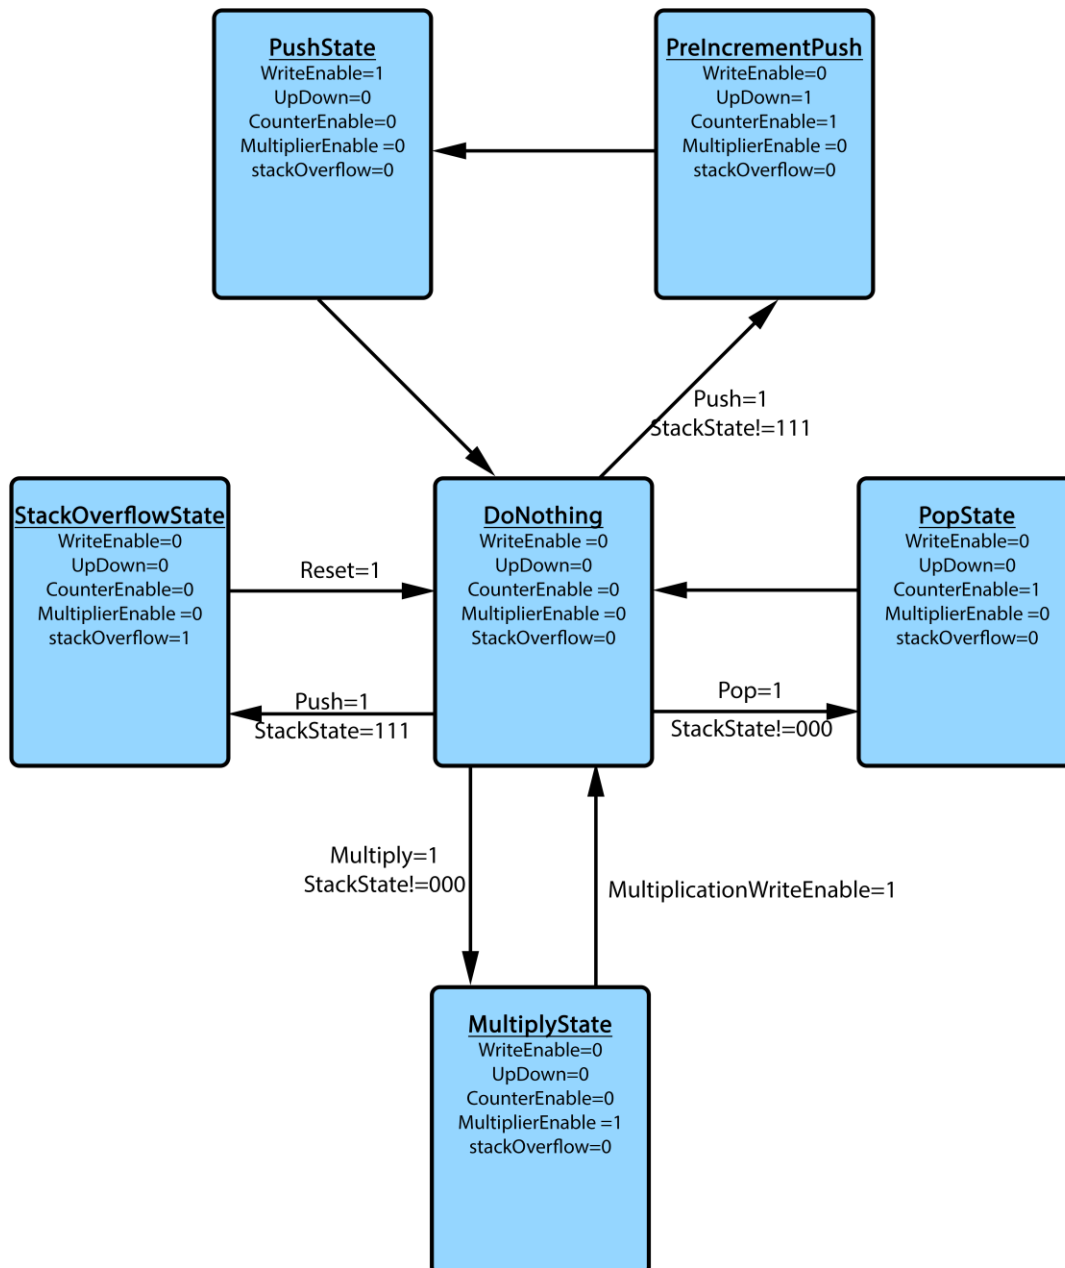 PushState
WriteEnable=1
UpDown=0
CounterEnable=0
MultiplierEnable =0
stackOverflow=0
PreIncrementPush
WriteEnable=0
UpDown=1
CounterEnable=1
MultiplierEnable =0
stackOverflow=0
Push=1
StackState!=111
StackOverflowState
WriteEnable=0
UpDown=0
CounterEnable=0
MultiplierEnable =0
stackOverflow=1
Reset=1
Push=1
StackState=111
DoNothing
WriteEnable =0
UpDown=0
CounterEnable =0
MultiplierEnable =0
StackOverflow=0
Pop=1
StackState!=000
PopState
WriteEnable=0
UpDown=0
CounterEnable=1
MultiplierEnable =0
stackOverflow=0
Multiply=1
StackState!=000
MultiplicationWriteEnable=1
MultiplyState
WriteEnable=0
UpDown=0
CounterEnable=0
MultiplierEnable =1
stackOverflow=0